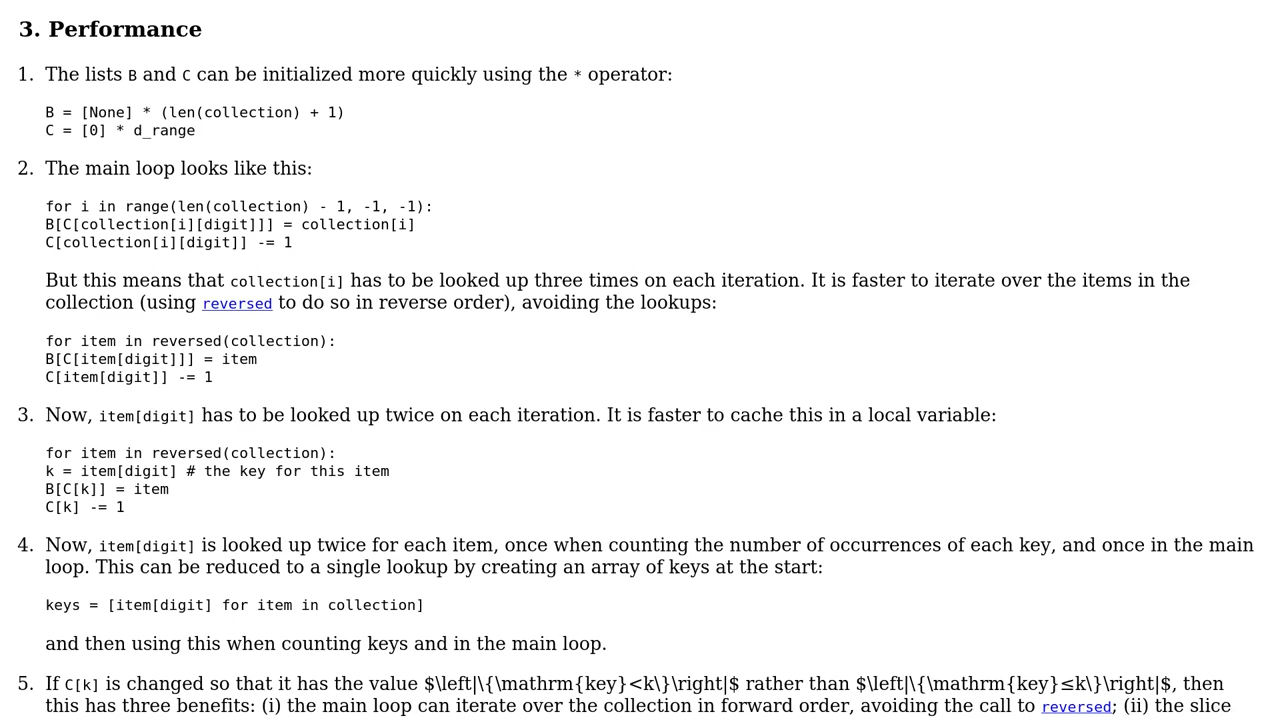 3. Performance
1. The lists B and C can be initialized more quickly using the * operator:
B = [None] * (len(collection) + 1)
C = [0] * d_range
2. The main loop looks like this:
for i in range(len(collection) - 1, -1, -1):
B[C[collection[i][digit]]] = collection[i]
C[collection[i][digit]] -= 1
But this means that collection[i] has to be looked up three times on each iteration. It is faster to iterate over the items in the
collection (using reversed to do so in reverse order), avoiding the lookups:
for item in reversed(collection):
B[C[item[digit]]] = item
C[item[digit]] -= 1
3. Now, item[digit] has to be looked up twice on each iteration. It is faster to cache this in a local variable:
for item in reversed(collection):
k = item[digit] # the key for this item
B[C[k]] = item
C[k] -= 1
4. Now, item[digit] is looked up twice for each item, once when counting the number of occurrences of each key, and once in the main
loop. This can be reduced to a single lookup by creating an array of keys at the start:
keys = [item[digit] for item in collection]
and then using this when counting keys and in the main loop.
5. If C[k] is changed so that it has the value $\left|\{\mathrm{key}<k\}\right|$ rather than $\left|\{\mathrm{key}≤k\}\right|$, then
this has three benefits: (i) the main loop can iterate over the collection in forward order, avoiding the call to reversed; (ii) the slice